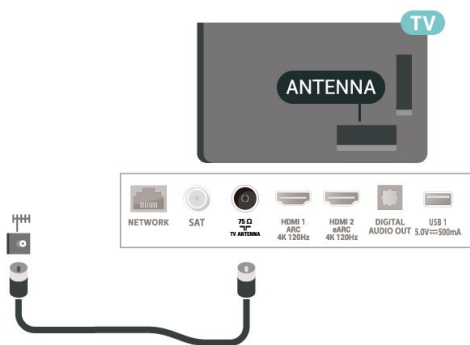 TV
ANTENNA
NETWORK
SAT
75 Ω
TV ANTENNA
HDMI 1
ARC
4K 120Hz
HDMI 2
eARC
4K 120Hz
DIGITAL
AUDIO OUT
USB 1
5.0V⎓500mA